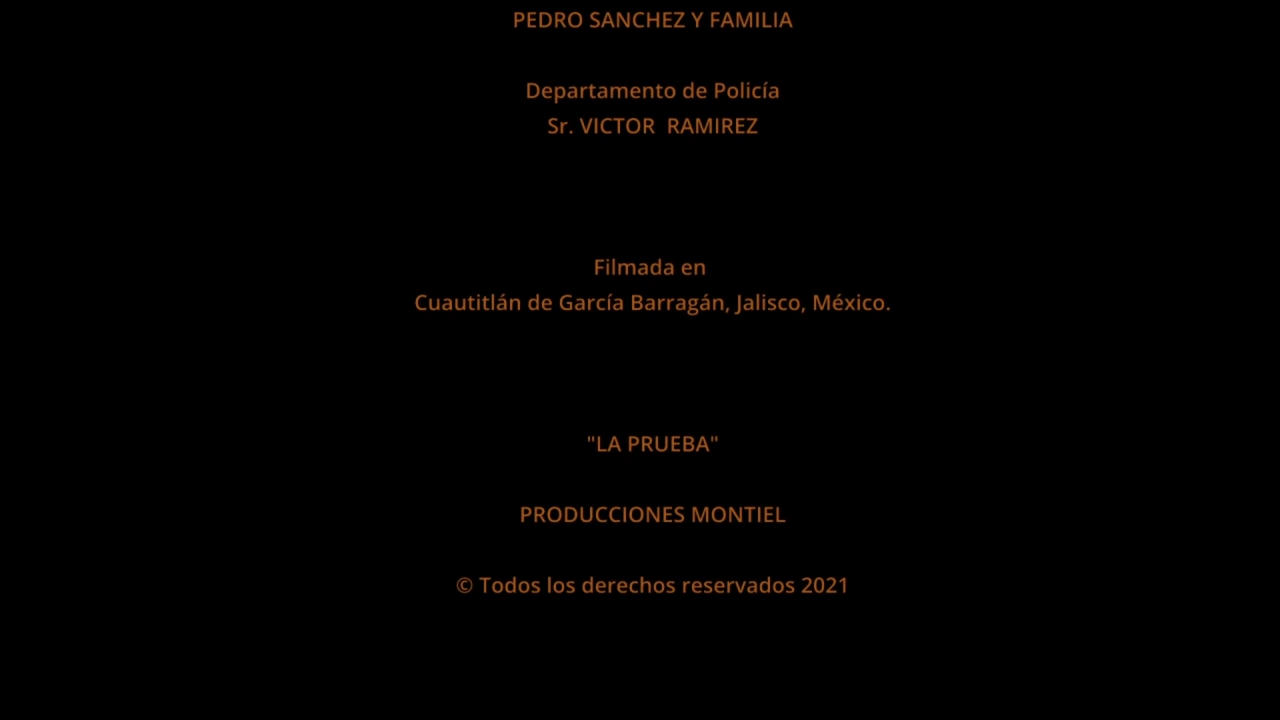 PEDRO SANCHEZ Y FAMILIA
Departamento de Policía
Sr. VICTOR  RAMIREZ
Filmada en
Cuautitlán de García Barragán, Jalisco, México.
"LA PRUEBA"
PRODUCCIONES MONTIEL
© Todos los derechos reservados 2021